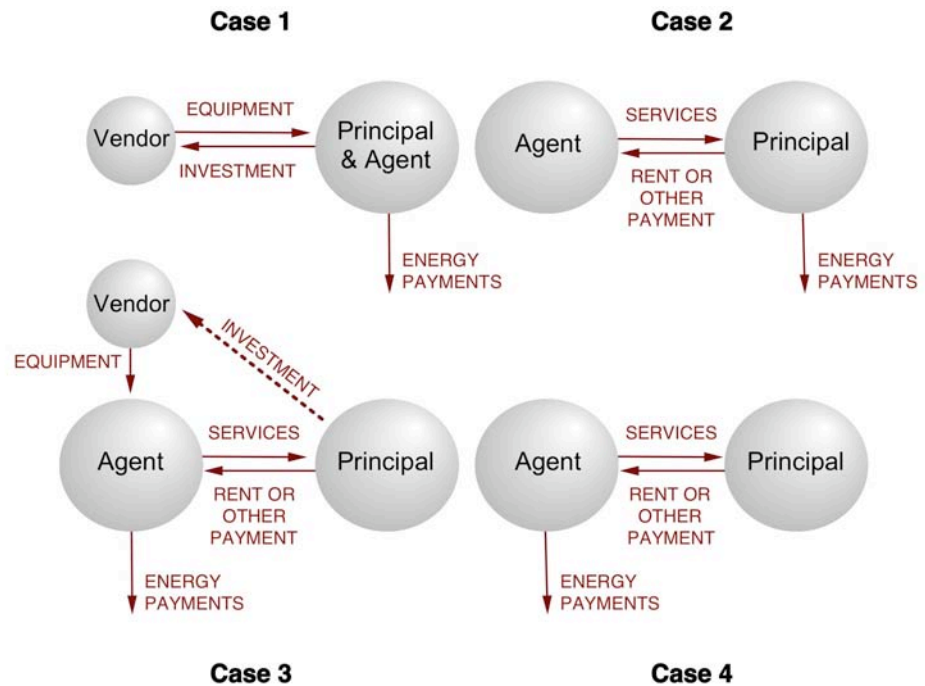 Case 1
Case 2
Vendor
EQUIPMENT
INVESTMENT
Principal
& Agent
ENERGY
PAYMENTS
Agent
SERVICES
RENT OR
OTHER
PAYMENT
Principal
ENERGY
PAYMENTS
Vendor
EQUIPMENT
INVESTMENT
Agent
SERVICES
RENT OR
OTHER
PAYMENT
Principal
ENERGY
PAYMENTS
Agent
SERVICES
RENT OR
OTHER
PAYMENT
Principal
ENERGY
PAYMENTS
Case 3
Case 4